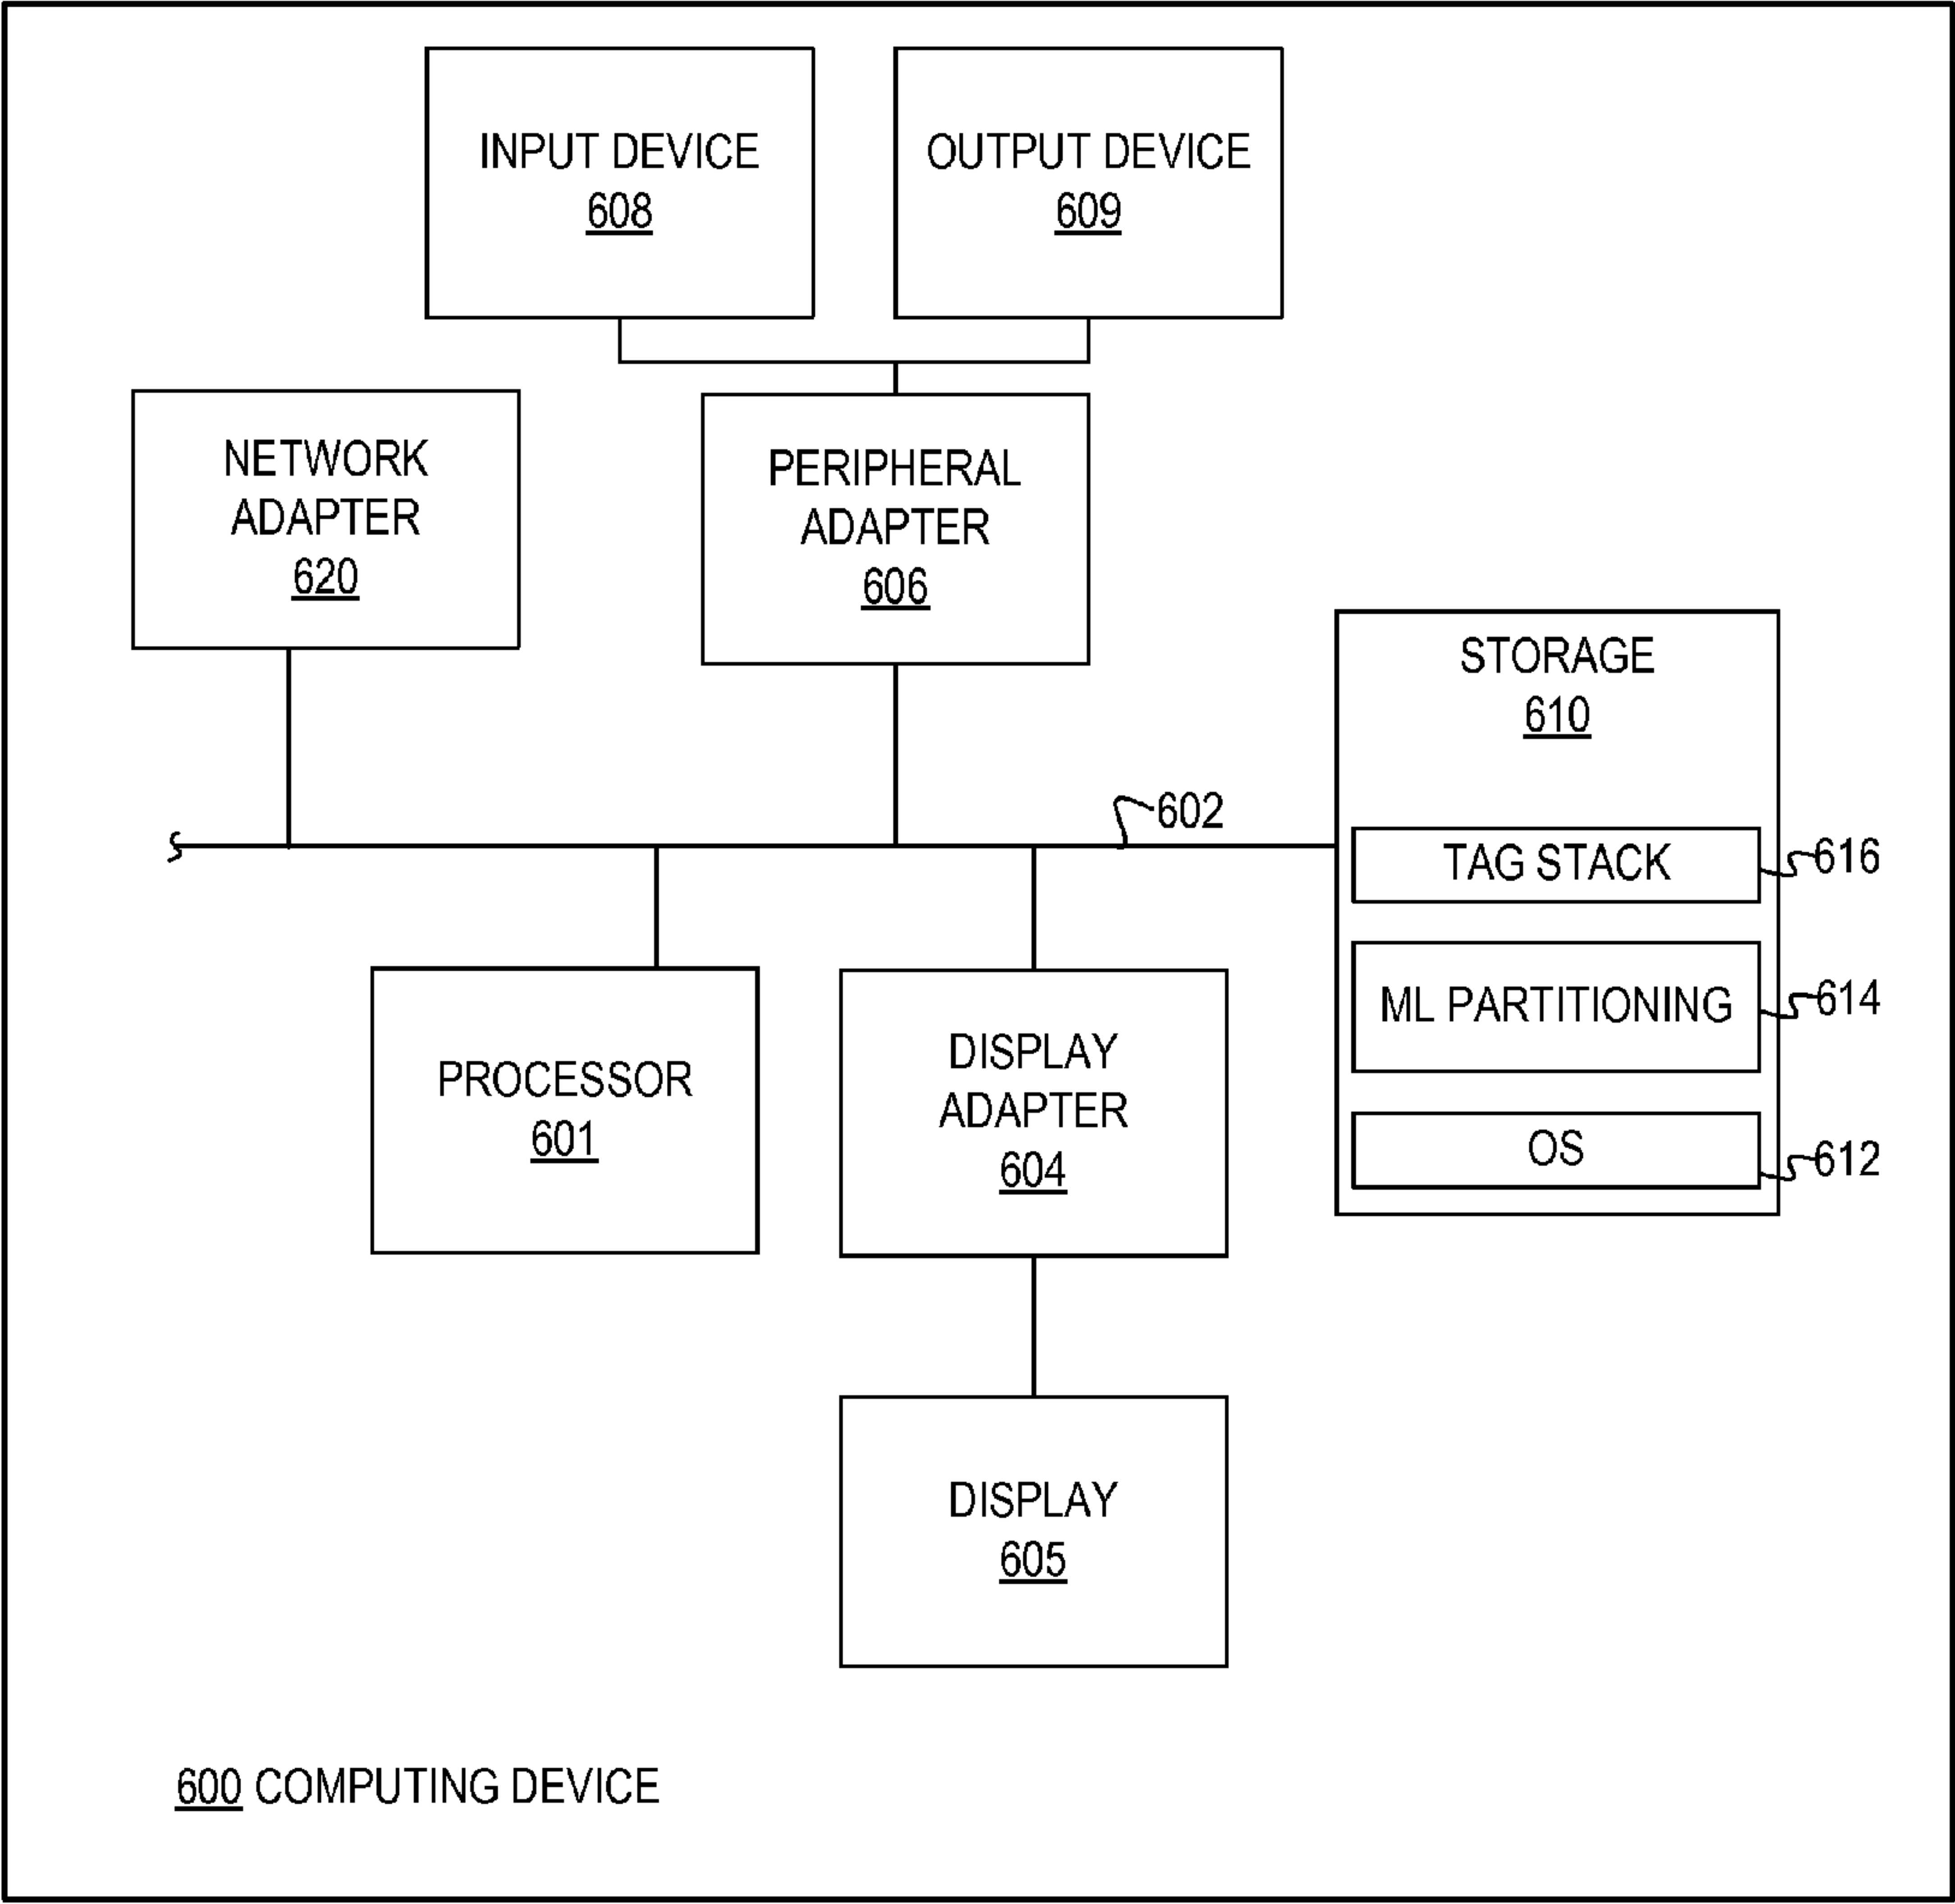 INPUT DEVICE
608
OUTPUT DEVICE
609
NETWORK
ADAPTER
620
PERIPHERAL
ADAPTER
606
STORAGE
610
602
TAG STACK
616
ML PARTITIONING
614
OS
612
PROCESSOR
601
DISPLAY
ADAPTER
604
DISPLAY
605
600 COMPUTING DEVICE